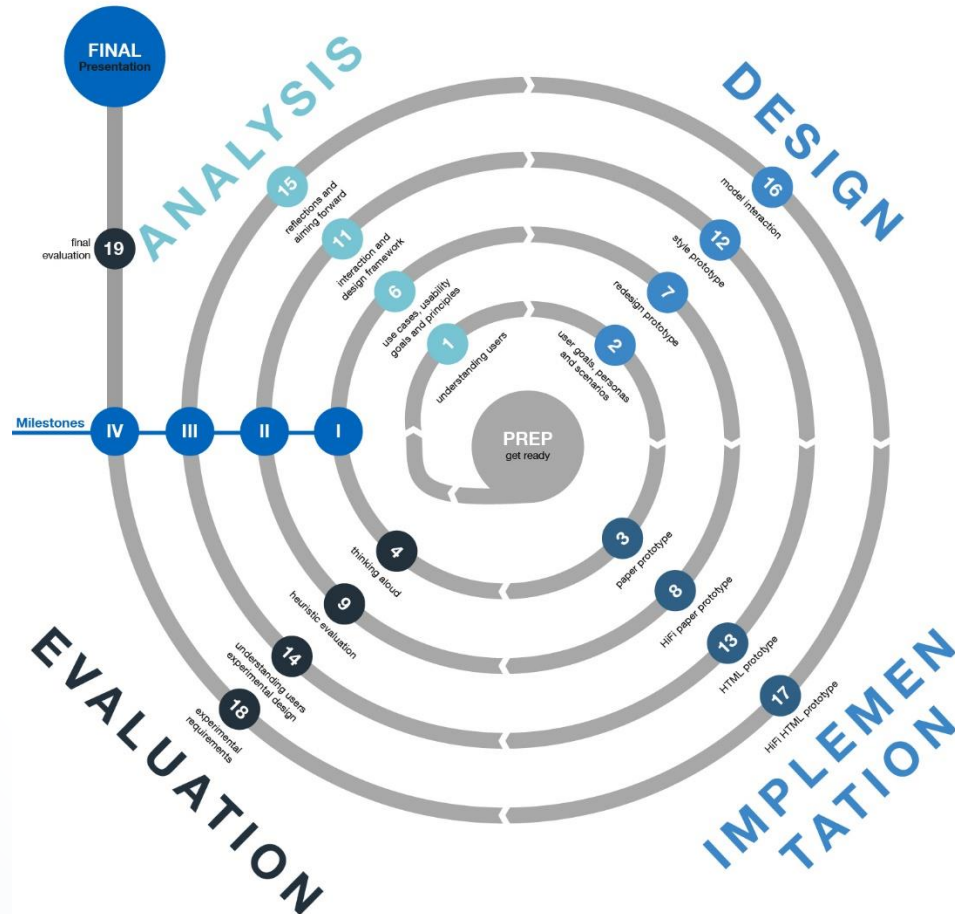 FINAL
Presentation
ANALYSIS
DESIGN
15
reflections and
aiming forward
16
model interaction
11
interaction and
design framework
12
style prototype
19
final
evaluation
6
use cases, usability
goals and principles
7
redesign prototype
1
understanding users
2
user goals, personas
and scenarios
Milestones
IV
III
II
I
PREP
get ready
4
thinking aloud
3
paper prototype
9
heuristic evaluation
8
HiFi paper prototype
14
understanding users
experimental design
13
HTML prototype
18
experimental
requirements
17
HiFi HTML prototype
EVALUATION
IMPLEMEN
TATION